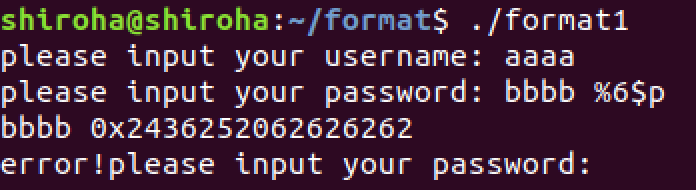 shiroha@shiroha:~/format$ ./format1
please input your username: aaaa
please input your password: bbbb %6$p
bbbb 0x2436252062626262
error!please input your password: